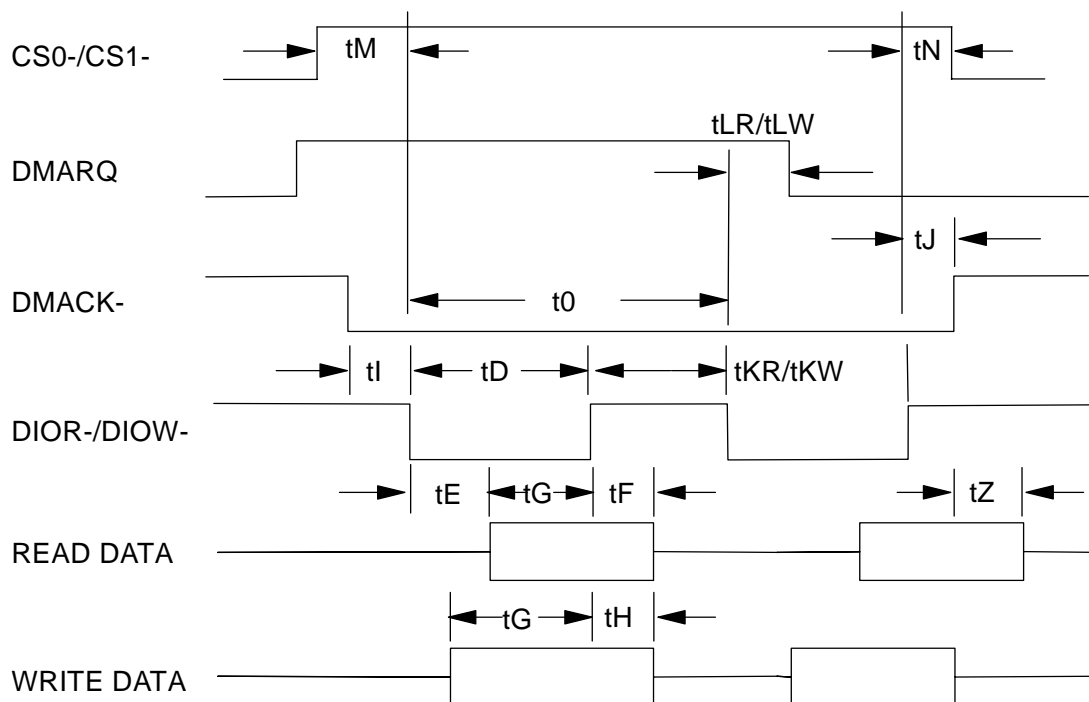 CS0-/CS1-
tM
tN
tLR/tLW
DMARQ
tJ
DMACK-
t0
tI
tD
tKR/tKW
DIOR-/DIOW-
tE
tG
tF
tZ
READ DATA
tG
tH
WRITE DATA